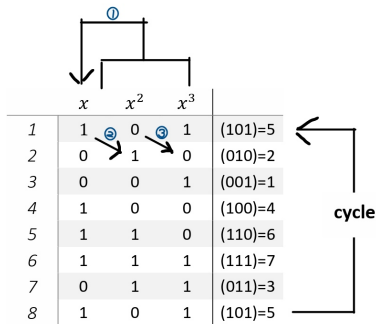 ①
x x² x³
1 1 0 1 (101)=5
② ③
2 0 1 0 (010)=2
3 0 0 1 (001)=1
4 1 0 0 (100)=4
5 1 1 0 (110)=6
6 1 1 1 (111)=7
7 0 1 1 (011)=3
8 1 0 1 (101)=5
cycle